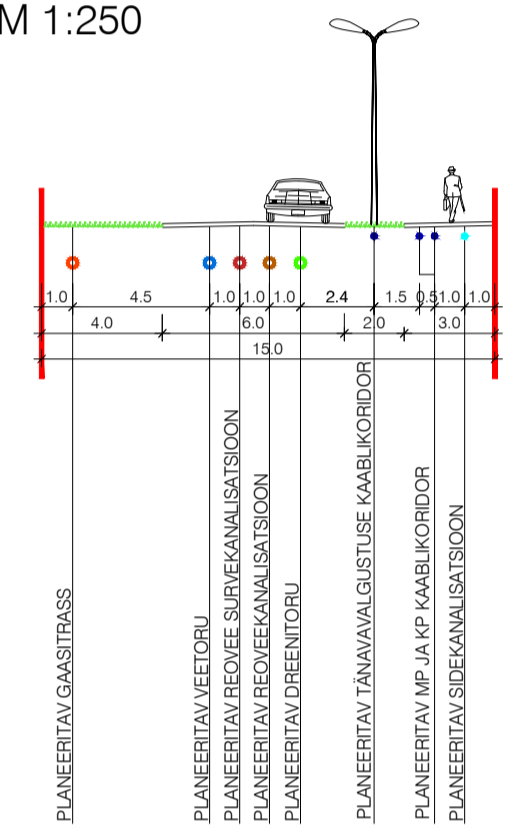 M 1:250
1.0 4.5 1.0 1.0 1.0 2.4 1.5 0.5 1.0 1.0
4.0 6.0 2.0 3.0
15.0
PLANEERITAV GAASITRASS
PLANEERITAV VEETORU
PLANEERITAV REOVEE SURVEKANALISATSIOON
PLANEERITAV REOVEEKANALISATSIOON
PLANEERITAV DREENITORU
PLANEERITAV TÄNAVAVALGUSTUSE KAABLIKORIDOR
PLANEERITAV MP JA KP KAABLIKORIDOR
PLANEERITAV SIDEKANALISATSIOON